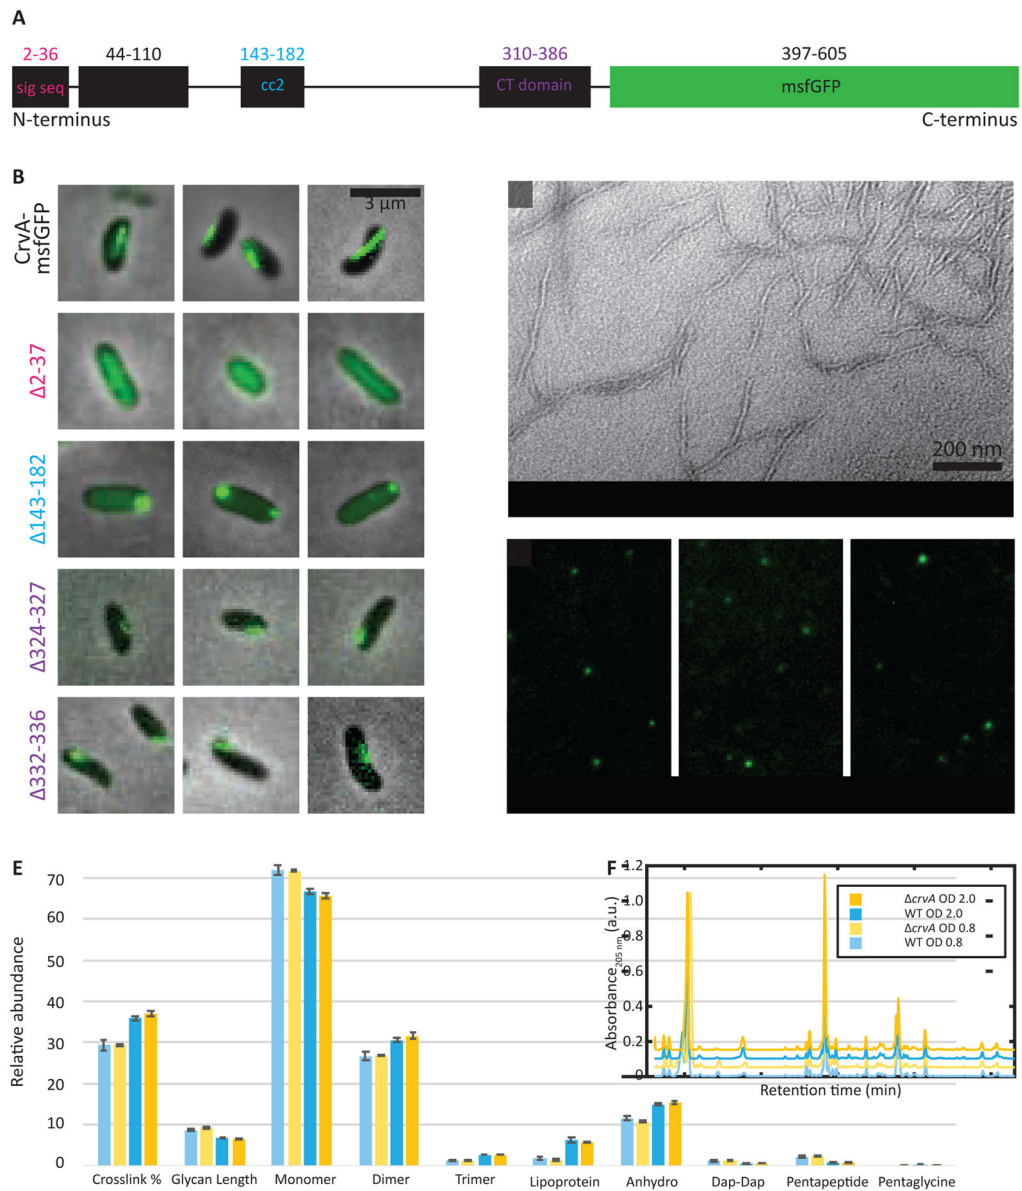 A
2-36 44-110 143-182 310-386 397-605
sig seq cc2 CT domain msfGFP
N-terminus C-terminus
B
CrvA-
msfGFP
3 μm
Δ2-37
Δ143-182
Δ324-327
Δ332-336
200 nm
E
Relative abundance
70
60
50
40
30
20
10
0
Crosslink % Glycan Length Monomer Dimer Trimer Lipoprotein Anhydro Dap-Dap Pentapeptide Pentaglycine
F
Absorbance 205 nm (a.u.)
1.2
1.0
0.8
0.6
0.4
0.2
0
ΔcrvA OD 2.0
WT OD 2.0
ΔcrvA OD 0.8
WT OD 0.8
Retention time (min)